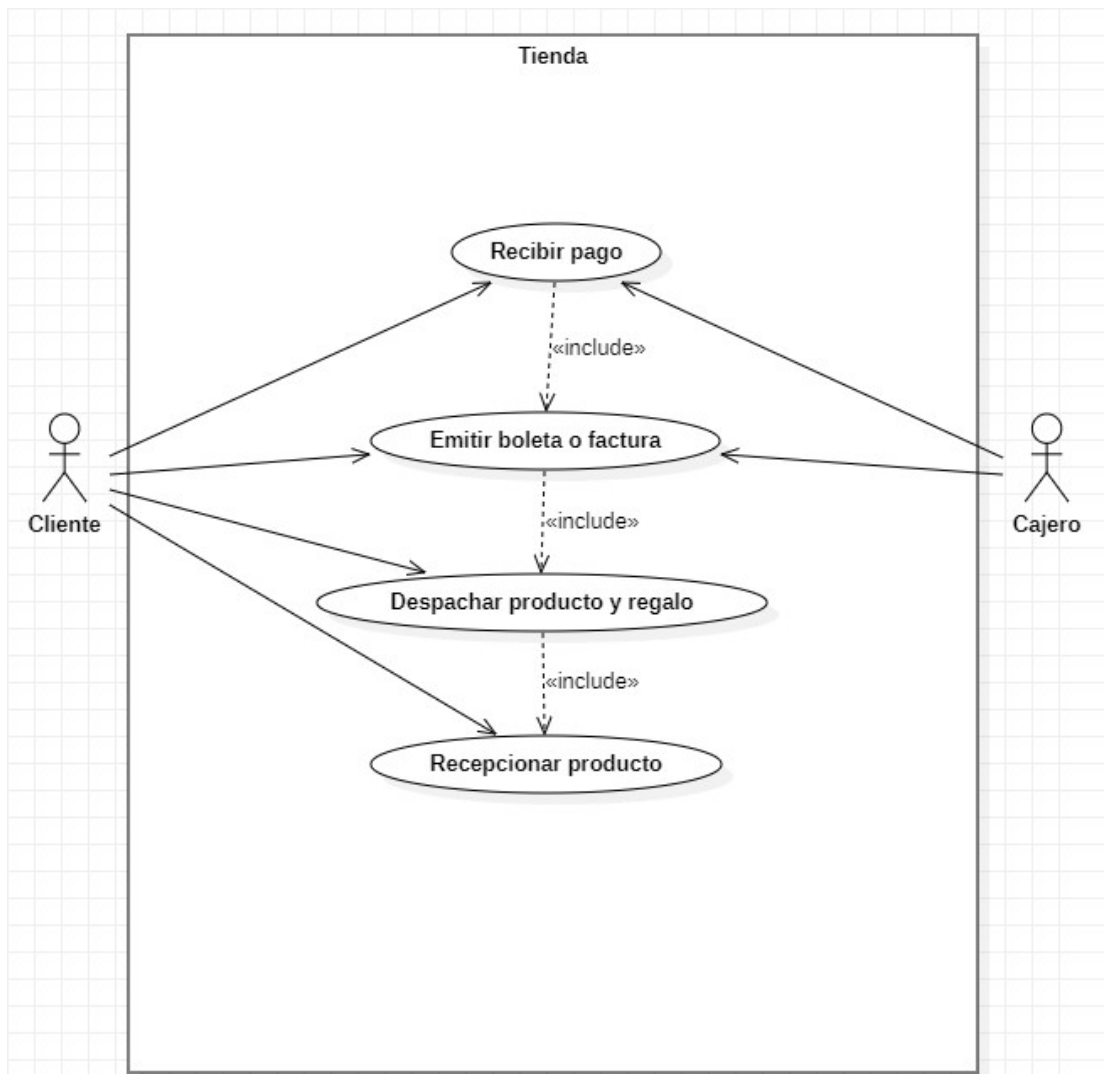 Tienda
Recibir pago
«include»
Emitir boleta o factura
Cliente
Cajero
«include»
Despachar producto y regalo
«include»
Recepcionar producto